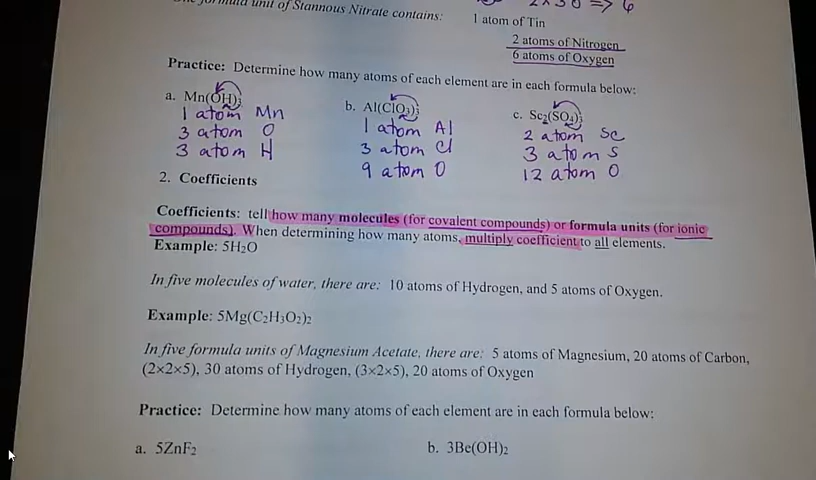 One formula unit of Stannous Nitrate contains: 1 atom of Tin
2 atoms of Nitrogen
6 atoms of Oxygen
Practice: Determine how many atoms of each element are in each formula below:
a. Mn(OH)₃ b. Al(ClO₃)₃ c. Sc₂(SO₄)₃
1 atom Mn 1 atom Al 2 atom Sc
3 atom O 3 atom Cl 3 atom S
3 atom H 9 atom O 12 atom O
2. Coefficients
Coefficients: tell how many molecules (for covalent compounds) or formula units (for ionic
compounds). When determining how many atoms, multiply coefficient to all elements.
Example: 5H₂O
In five molecules of water, there are: 10 atoms of Hydrogen, and 5 atoms of Oxygen.
Example: 5Mg(C₂H₃O₂)₂
In five formula units of Magnesium Acetate, there are: 5 atoms of Magnesium, 20 atoms of Carbon,
(2×2×5), 30 atoms of Hydrogen, (3×2×5), 20 atoms of Oxygen
Practice: Determine how many atoms of each element are in each formula below:
a. 5ZnF₂ b. 3Be(OH)₂